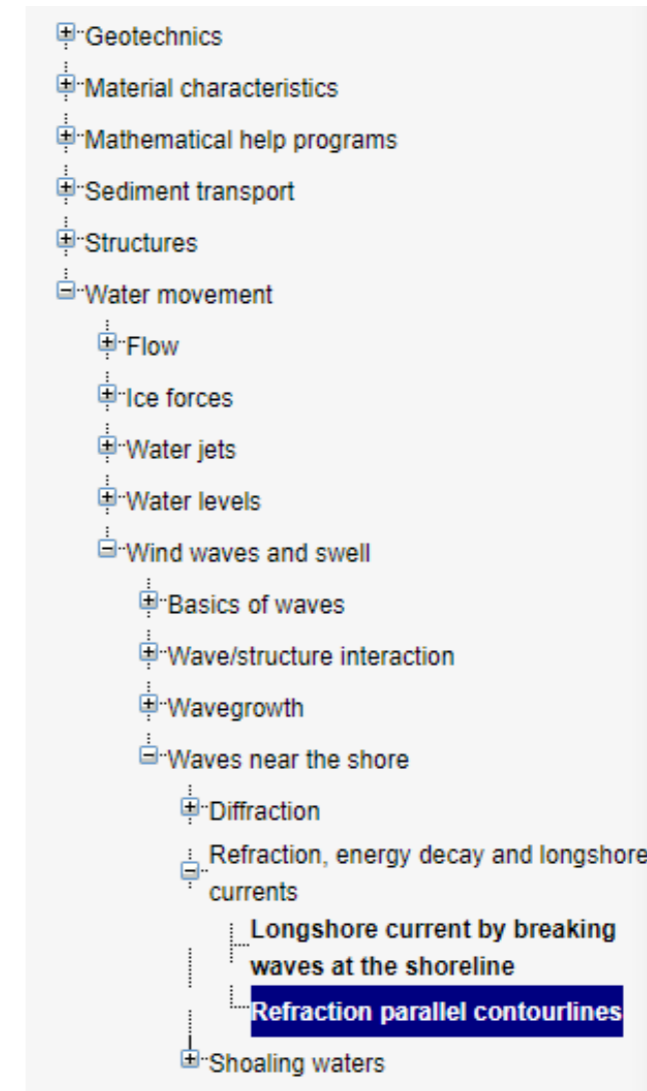 Geotechnics
Material characteristics
Mathematical help programs
Sediment transport
Structures
Water movement
Flow
Ice forces
Water jets
Water levels
Wind waves and swell
Basics of waves
Wave/structure interaction
Wavegrowth
Waves near the shore
Diffraction
Refraction, energy decay and longshore
currents
Longshore current by breaking
waves at the shoreline
Refraction parallel contourlines
Shoaling waters